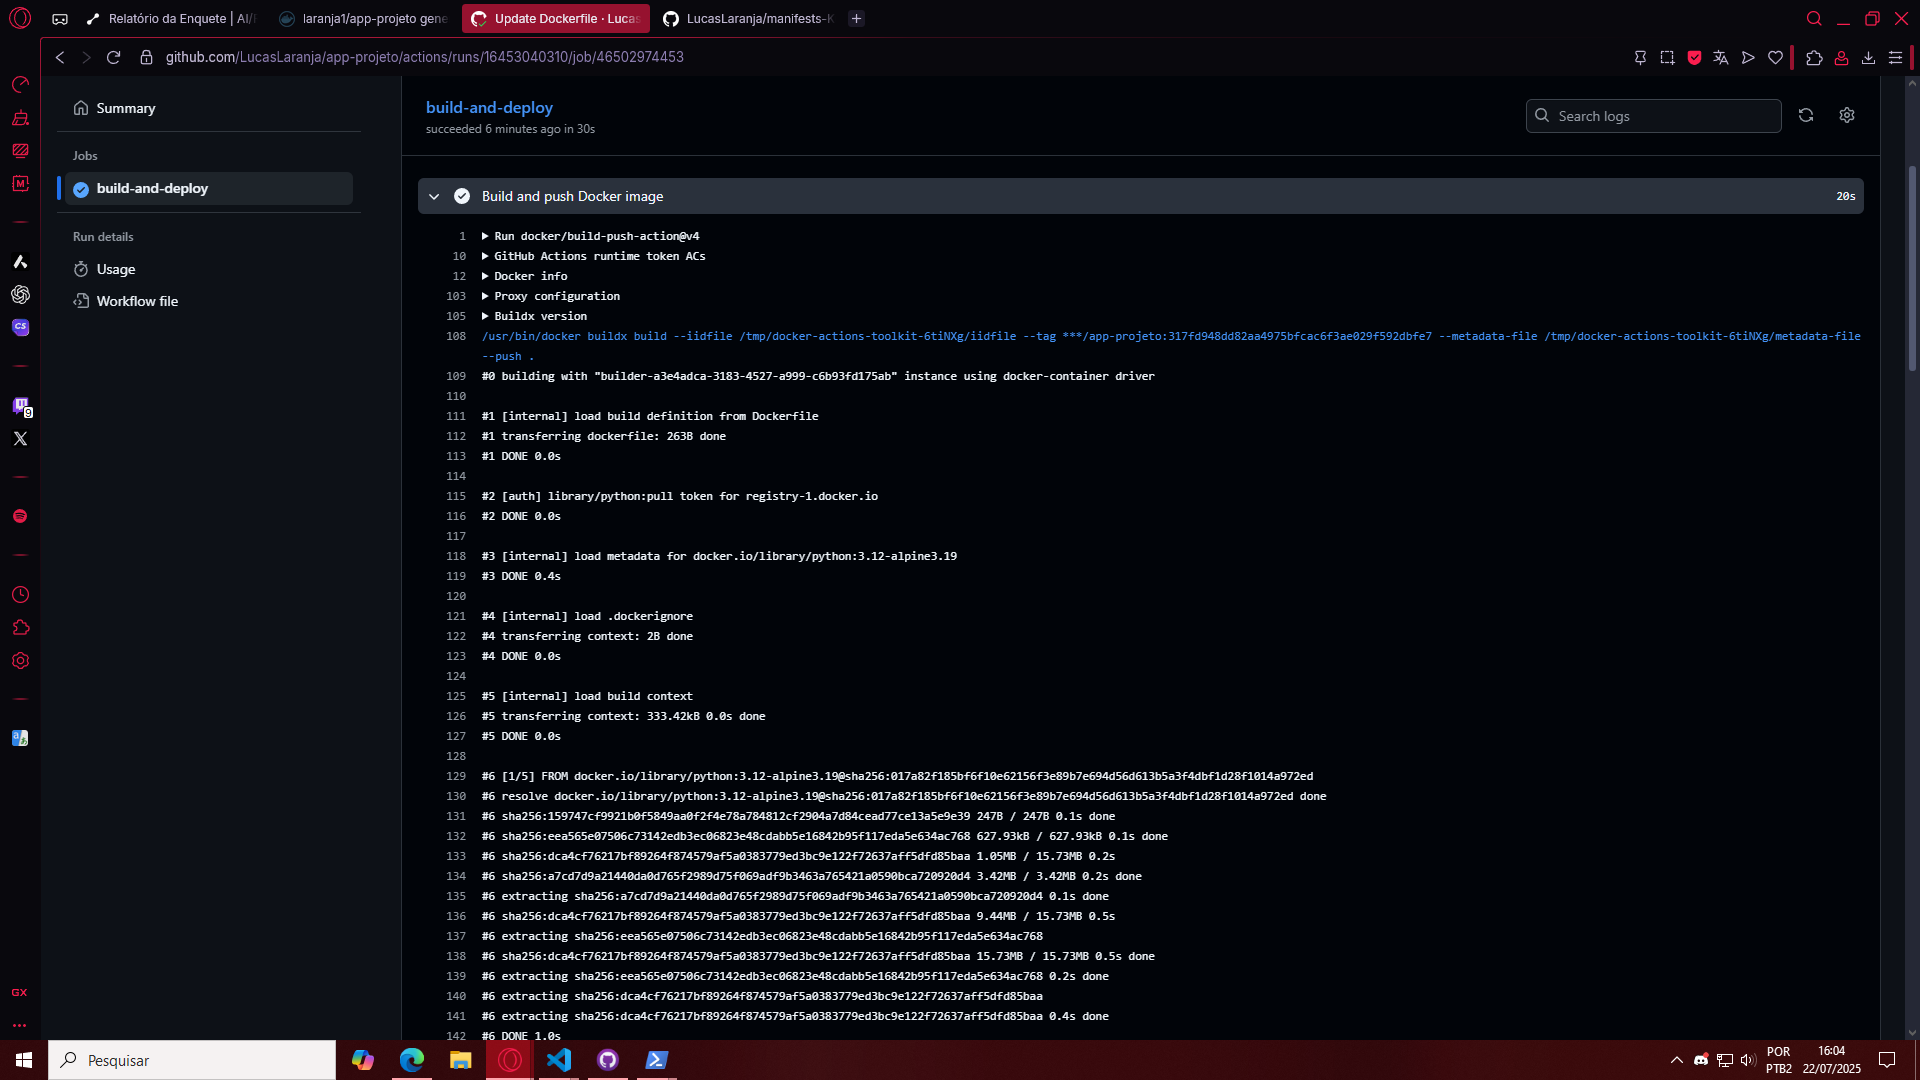 Relatório da Enquete | AI/
laranja1/app-projeto gene
Update Dockerfile · Lucas
LucasLaranja/manifests-K
github.com/LucasLaranja/app-projeto/actions/runs/16453040310/job/46502974453
Summary
Jobs
build-and-deploy
Run details
Usage
Workflow file
build-and-deploy
succeeded 6 minutes ago in 30s
Search logs
Build and push Docker image
20s
1 Run docker/build-push-action@v4
10 GitHub Actions runtime token ACs
12 Docker info
103 Proxy configuration
105 Buildx version
108 /usr/bin/docker buildx build --iidfile /tmp/docker-actions-toolkit-6tiNXg/iidfile --tag ***/app-projeto:317fd948dd82aa4975bfcac6f3ae029f592dbfe7 --metadata-file /tmp/docker-actions-toolkit-6tiNXg/metadata-file
--push .
109 #0 building with "builder-a3e4adca-3183-4527-a999-c6b93fd175ab" instance using docker-container driver
110
111 #1 [internal] load build definition from Dockerfile
112 #1 transferring dockerfile: 263B done
113 #1 DONE 0.0s
114
115 #2 [auth] library/python:pull token for registry-1.docker.io
116 #2 DONE 0.0s
117
118 #3 [internal] load metadata for docker.io/library/python:3.12-alpine3.19
119 #3 DONE 0.4s
120
121 #4 [internal] load .dockerignore
122 #4 transferring context: 2B done
123 #4 DONE 0.0s
124
125 #5 [internal] load build context
126 #5 transferring context: 333.42kB 0.0s done
127 #5 DONE 0.0s
128
129 #6 [1/5] FROM docker.io/library/python:3.12-alpine3.19@sha256:017a82f185bf6f10e62156f3e89b7e694d56d613b5a3f4dbf1d28f1014a972ed
130 #6 resolve docker.io/library/python:3.12-alpine3.19@sha256:017a82f185bf6f10e62156f3e89b7e694d56d613b5a3f4dbf1d28f1014a972ed done
131 #6 sha256:159747cf9921b0f5849aa0f2f4e78a784812cf2904a7d84cead77ce13a5e9e39 247B / 247B 0.1s done
132 #6 sha256:eea565e07506c73142edb3ec06823e48cdabb5e16842b95f117eda5e634ac768 627.93kB / 627.93kB 0.1s done
133 #6 sha256:dca4cf76217bf89264f874579af5a0383779ed3bc9e122f72637aff5dfd85baa 1.05MB / 15.73MB 0.2s
134 #6 sha256:a7cd7d9a21440da0d765f2989d75f069adf9b3463a765421a0590bca720920d4 3.42MB / 3.42MB 0.2s done
135 #6 extracting sha256:a7cd7d9a21440da0d765f2989d75f069adf9b3463a765421a0590bca720920d4 0.1s done
136 #6 sha256:dca4cf76217bf89264f874579af5a0383779ed3bc9e122f72637aff5dfd85baa 9.44MB / 15.73MB 0.5s
137 #6 extracting sha256:eea565e07506c73142edb3ec06823e48cdabb5e16842b95f117eda5e634ac768
138 #6 sha256:dca4cf76217bf89264f874579af5a0383779ed3bc9e122f72637aff5dfd85baa 15.73MB / 15.73MB 0.5s done
139 #6 extracting sha256:eea565e07506c73142edb3ec06823e48cdabb5e16842b95f117eda5e634ac768 0.2s done
140 #6 extracting sha256:dca4cf76217bf89264f874579af5a0383779ed3bc9e122f72637aff5dfd85baa
141 #6 extracting sha256:dca4cf76217bf89264f874579af5a0383779ed3bc9e122f72637aff5dfd85baa 0.4s done
142 #6 DONE 1.0s
M
CS
9
GX
Pesquisar
POR
PTB2
16:04
22/07/2025